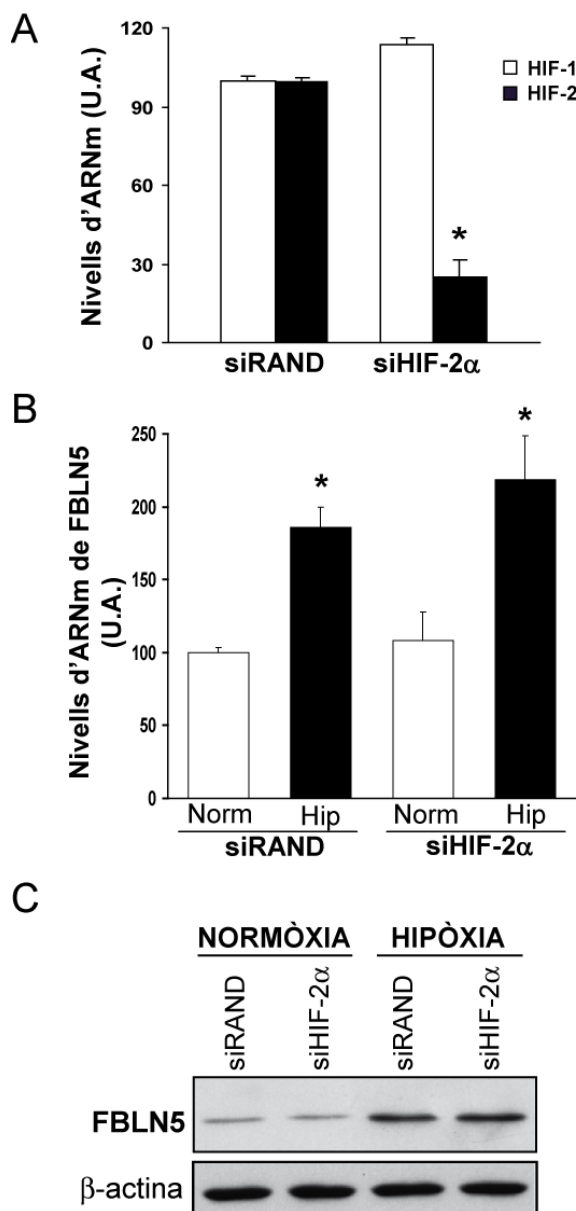 A
Nivells d'ARNm (U.A.)
120
100
60
30
0
HIF-1
HIF-2
*
siRAND
siHIF-2α
B
Nivells d'ARNm de FBLN5
(U.A.)
250
200
150
100
50
0
*
*
Norm
Hip
Norm
Hip
siRAND
siHIF-2α
C
NORMÒXIA
HIPÒXIA
siRAND
siHIF-2α
siRAND
siHIF-2α
FBLN5
β-actina